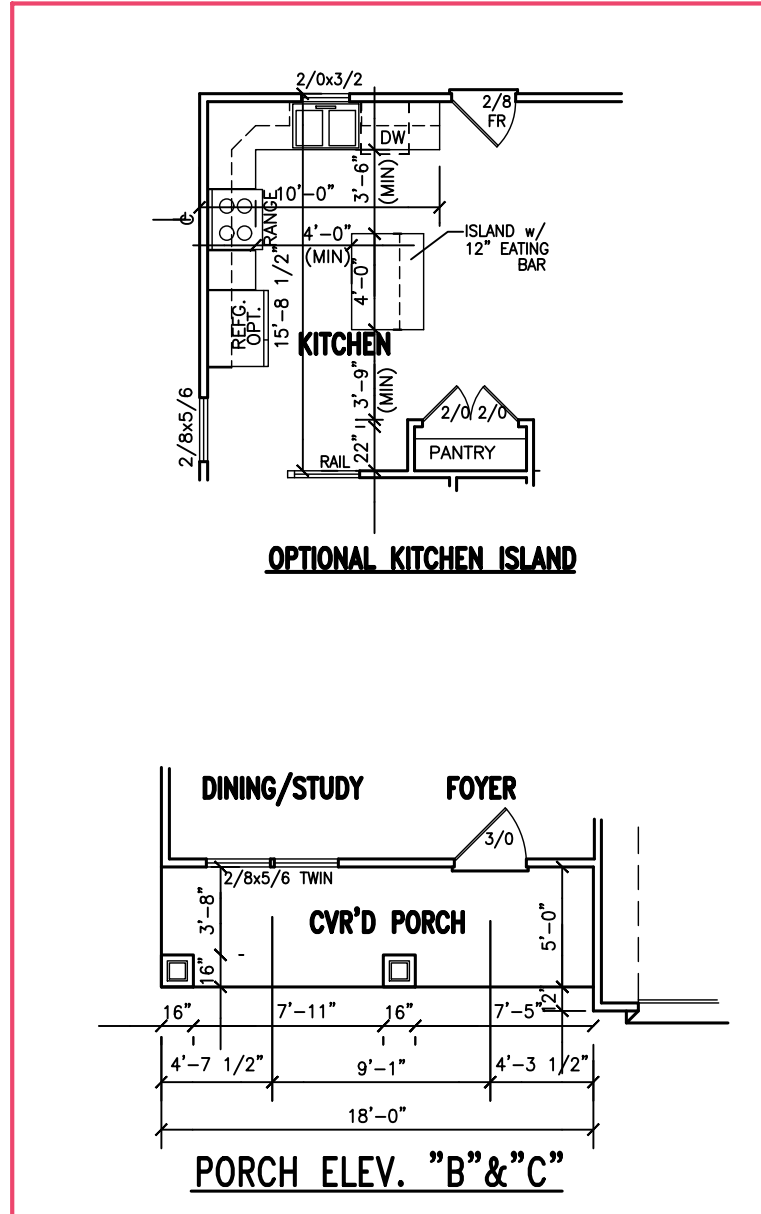 2/0x3/2
2/8
FR
DW
3'-6"
(MIN)
10'-0"
RANGE
4'-0"
(MIN)
ISLAND w/
12" EATING
BAR
4'-0"
15'-8 1/2"
REFG.
OPT.
KITCHEN
3'-9"
(MIN)
2/8x5/6
2/0 2/0
22"
RAIL
PANTRY
OPTIONAL KITCHEN ISLAND
DINING/STUDY
FOYER
3/0
2/8x5/6 TWIN
3'-8"
CVR'D PORCH
5'-0"
16"
12"
16"
7'-11"
16"
7'-5"
4'-7 1/2"
9'-1"
4'-3 1/2"
18'-0"
PORCH ELEV. "B"&"C"